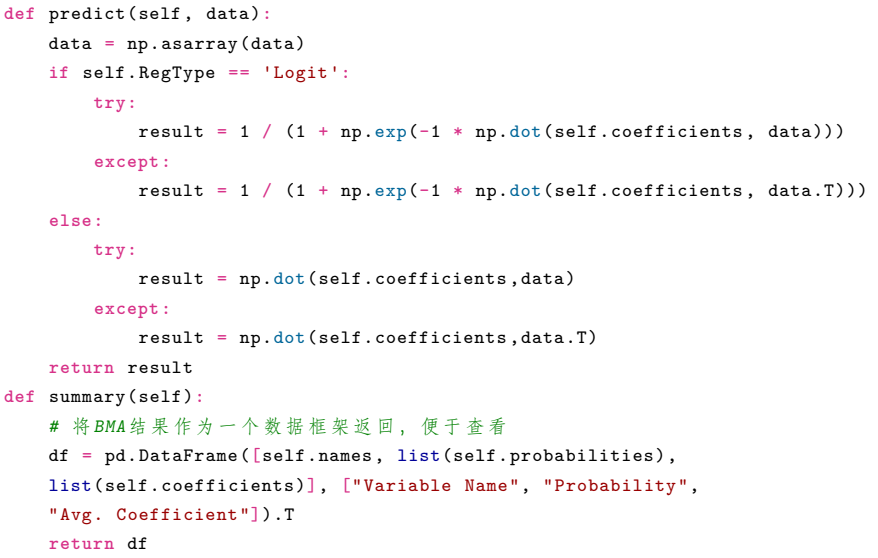 def predict(self, data):
    data = np.asarray(data)
    if self.RegType == 'Logit':
        try:
            result = 1 / (1 + np.exp(-1 * np.dot(self.coefficients, data)))
        except:
            result = 1 / (1 + np.exp(-1 * np.dot(self.coefficients, data.T)))
    else:
        try:
            result = np.dot(self.coefficients,data)
        except:
            result = np.dot(self.coefficients,data.T)
    return result
def summary(self):
    # 将BMA结果作为一个数据框架返回，便于查看
    df = pd.DataFrame([self.names, list(self.probabilities),
    list(self.coefficients)], ["Variable Name", "Probability",
    "Avg. Coefficient"]).T
    return df